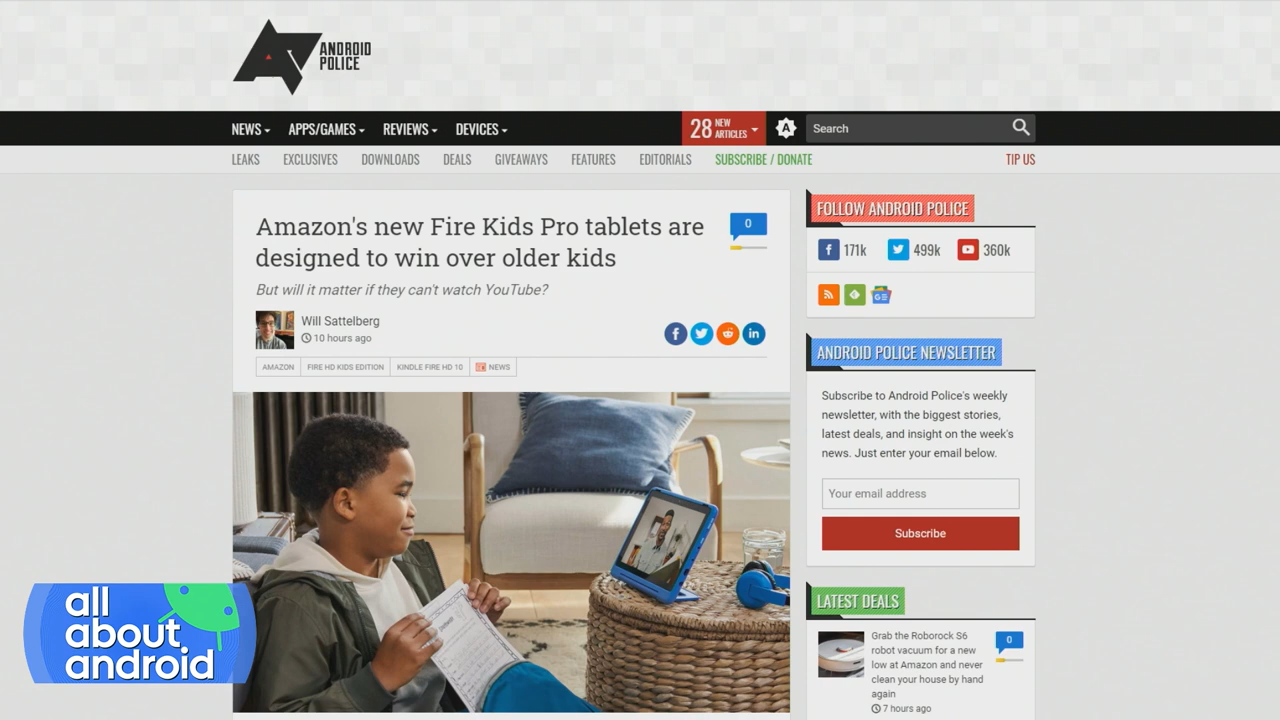 ANDROID
POLICE
NEWS
APPS/GAMES
REVIEWS
DEVICES
28 NEW
ARTICLES
Search
LEAKS
EXCLUSIVES
DOWNLOADS
DEALS
GIVEAWAYS
FEATURES
EDITORIALS
SUBSCRIBE / DONATE
TIP US
Amazon's new Fire Kids Pro tablets are
designed to win over older kids
0
But will it matter if they can't watch YouTube?
Will Sattelberg
10 hours ago
AMAZON
FIRE HD KIDS EDITION
KINDLE FIRE HD 10
NEWS
FOLLOW ANDROID POLICE
171k
499k
360k
ANDROID POLICE NEWSLETTER
Subscribe to Android Police's weekly
newsletter, with the biggest stories,
latest deals, and insight on the week's
news. Just enter your email below.
Your email address
Subscribe
LATEST DEALS
Grab the Roborock S6
robot vacuum for a new
low at Amazon and never
clean your house by hand
again
7 hours ago
0
all
about
android